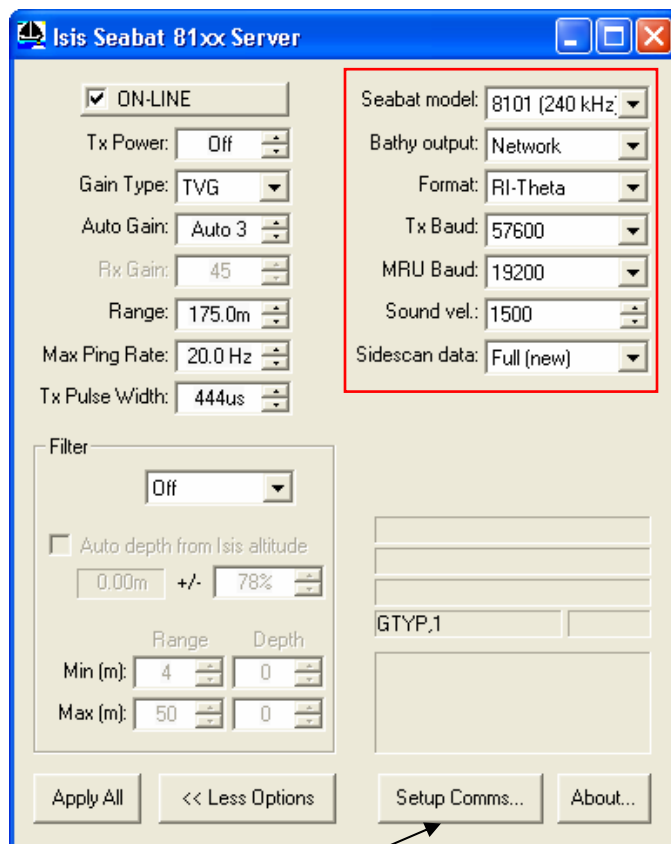 Isis Seabat 81xx Server
ON-LINE
Tx Power: Off
Gain Type: TVG
Auto Gain: Auto 3
Rx Gain: 45
Range: 175.0m
Max Ping Rate: 20.0 Hz
Tx Pulse Width: 444us
Seabat model: 8101 (240 kHz)
Bathy output: Network
Format: RI-Theta
Tx Baud: 57600
MRU Baud: 19200
Sound vel.: 1500
Sidescan data: Full (new)
Filter
Off
Auto depth from Isis altitude
0.00m +/- 78%
Range Depth
Min (m): 4 0
Max (m): 50 0
GTYP,1
Apply All << Less Options Setup Comms... About...